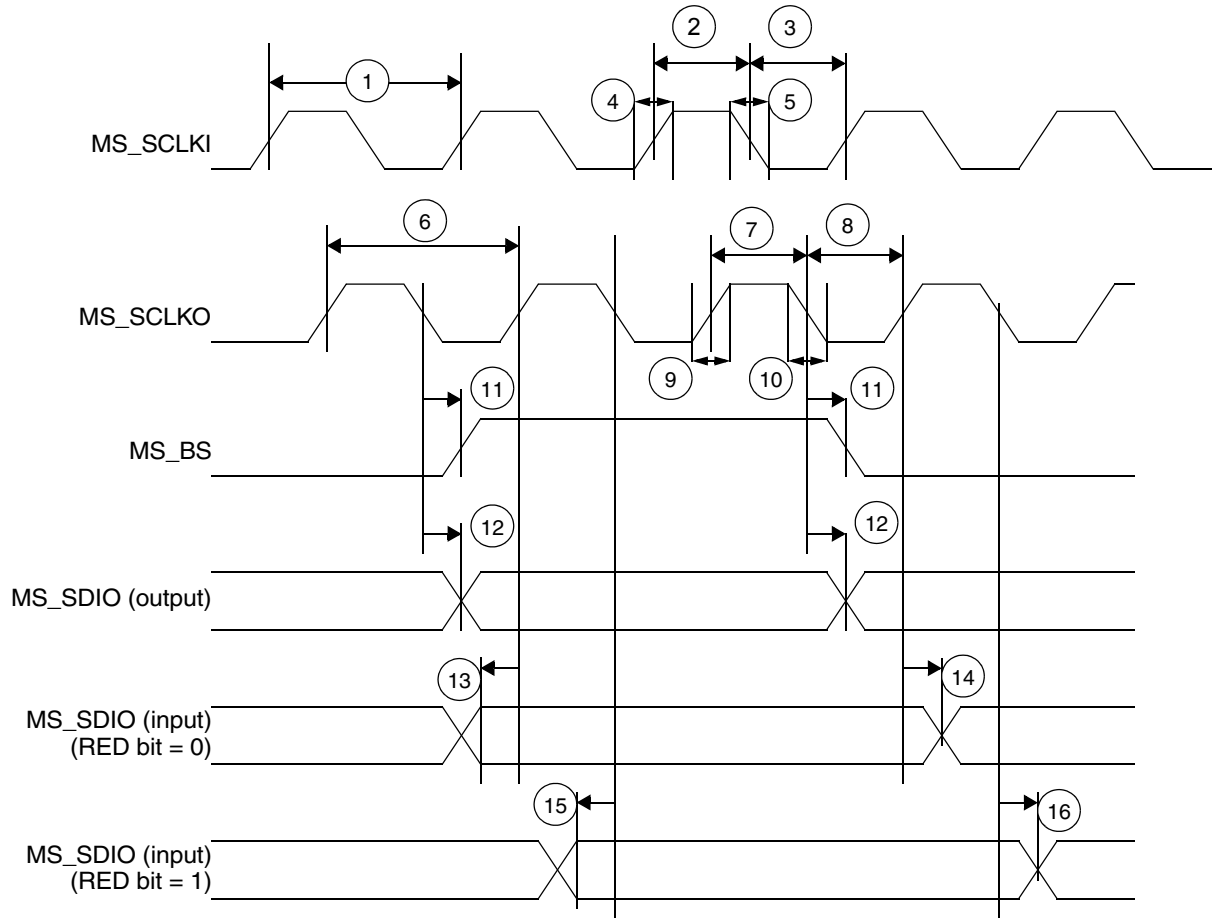 2
3
1
4
5
MS_SCLKI
6
7
8
MS_SCLKO
9
10
11
11
MS_BS
12
12
MS_SDIO (output)
13
14
MS_SDIO (input)
(RED bit = 0)
15
16
MS_SDIO (input)
(RED bit = 1)